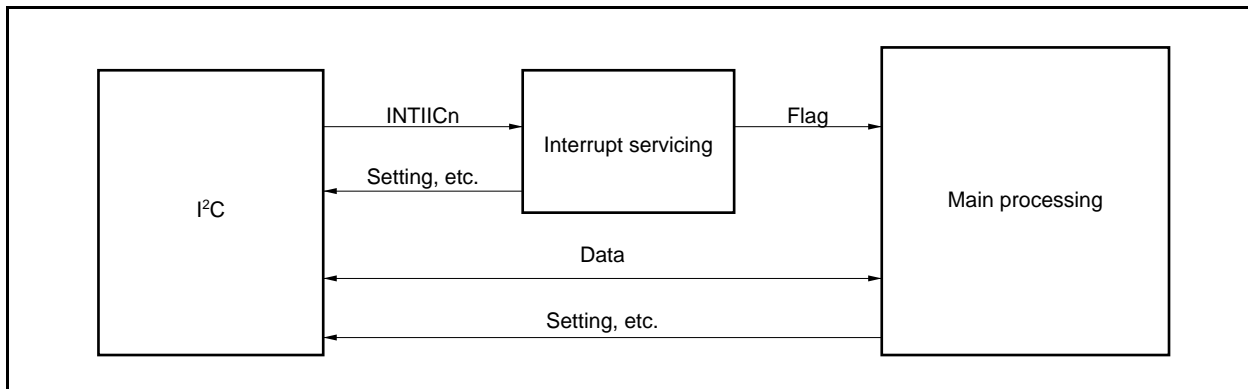 INTIICn
Flag
Interrupt servicing
Setting, etc.
I²C
Main processing
Data
Setting, etc.